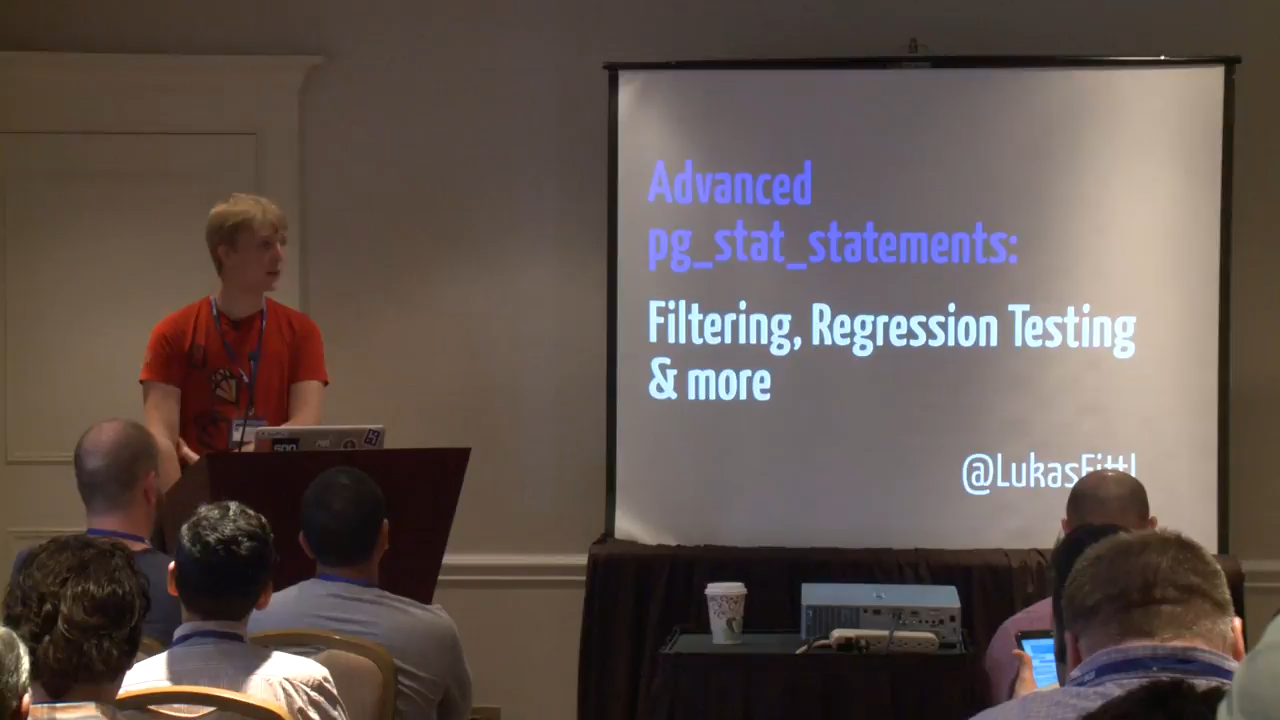 Advanced
pg_stat_statements:
Filtering, Regression Testing
& more
@LukasFittl